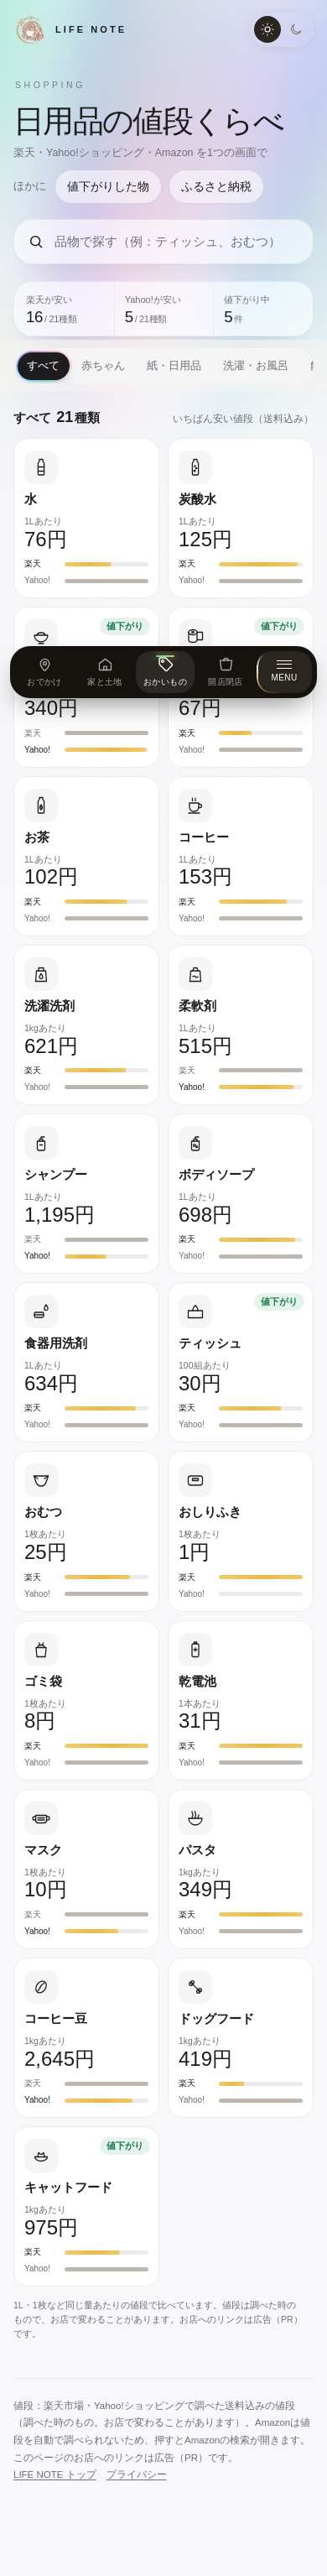 LIFE NOTE
SHOPPING
日用品の値段くらべ
楽天・Yahoo!ショッピング・Amazon を1つの画面で
ほかに 値下がりした物 ふるさと納税
品物で探す（例：ティッシュ、おむつ）
楽天が安い Yahoo!が安い 値下がり中
16 / 21種類 5 / 21種類 5 件
すべて 赤ちゃん 紙・日用品 洗濯・お風呂
すべて 21種類 いちばん安い値段（送料込み）
水 炭酸水
1Lあたり 1Lあたり
76円 125円
楽天 楽天
Yahoo! Yahoo!
値下がり 値下がり
おでかけ 家と土地 おかいもの 開店閉店 MENU
340円 67円
楽天 楽天
Yahoo! Yahoo!
お茶 コーヒー
1Lあたり 1Lあたり
102円 153円
楽天 楽天
Yahoo! Yahoo!
洗濯洗剤 柔軟剤
1kgあたり 1Lあたり
621円 515円
楽天 楽天
Yahoo! Yahoo!
シャンプー ボディソープ
1Lあたり 1Lあたり
1,195円 698円
楽天 楽天
Yahoo! Yahoo!
値下がり
食器用洗剤 ティッシュ
1Lあたり 100組あたり
634円 30円
楽天 楽天
Yahoo! Yahoo!
おむつ おしりふき
1枚あたり 1枚あたり
25円 1円
楽天 楽天
Yahoo! Yahoo!
ゴミ袋 乾電池
1枚あたり 1本あたり
8円 31円
楽天 楽天
Yahoo! Yahoo!
マスク パスタ
1枚あたり 1kgあたり
10円 349円
楽天 楽天
Yahoo! Yahoo!
コーヒー豆 ドッグフード
1kgあたり 1kgあたり
2,645円 419円
楽天 楽天
Yahoo! Yahoo!
値下がり
キャットフード
1kgあたり
975円
楽天
Yahoo!
1L・1枚など同じ量あたりの値段で比べています。値段は調べた時の
もので、お店で変わることがあります。お店へのリンクは広告（PR）
です。
値段：楽天市場・Yahoo!ショッピングで調べた送料込みの値段
（調べた時のもの。お店で変わることがあります）。Amazonは値
段を自動で調べられないため、押すとAmazonの検索が開きます。
このページのお店へのリンクは広告（PR）です。
LIFE NOTE トップ プライバシー